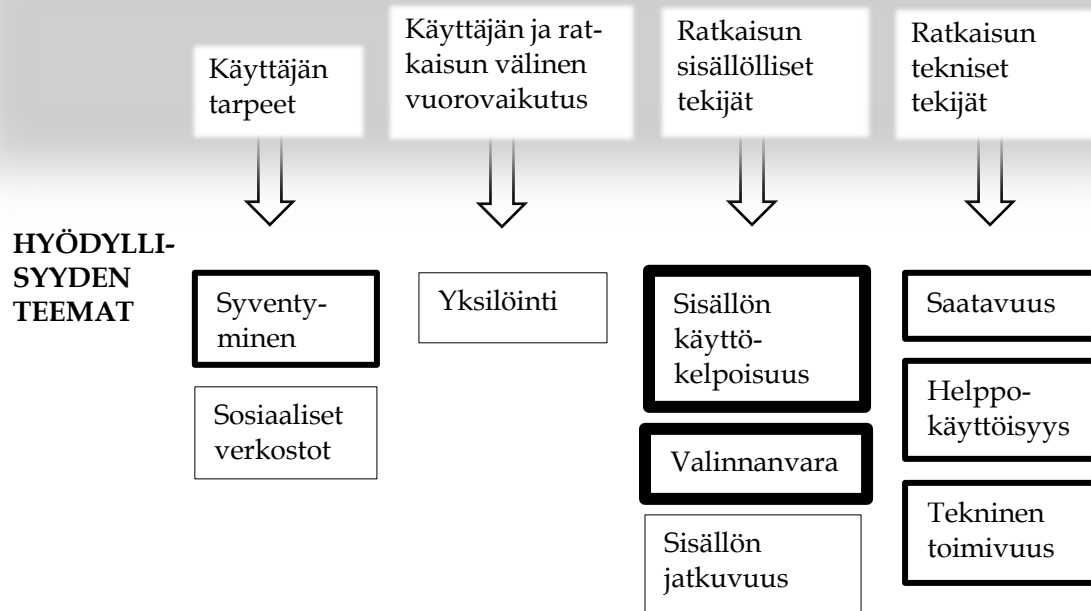 Käyttäjän
tarpeet
Käyttäjän ja rat-
kaisun välinen
vuorovaikutus
Ratkaisun
sisällölliset
tekijät
Ratkaisun
tekniset
tekijät
HYÖDYLLI-
SYYDEN
TEEMAT
Syventy-
minen
Sosiaaliset
verkostot
Yksilöinti
Sisällön
käyttö-
kelpoisuus
Valinnanvara
Sisällön
jatkuvuus
Saatavuus
Helppo-
käyttöisyys
Tekninen
toimivuus